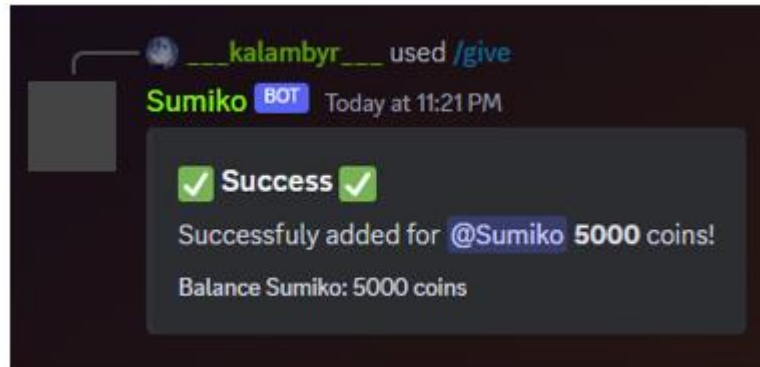 ___kalambyr___ used /give
Sumiko BOT Today at 11:21 PM
✅ Success ✅
Successfuly added for @Sumiko 5000 coins!
Balance Sumiko: 5000 coins